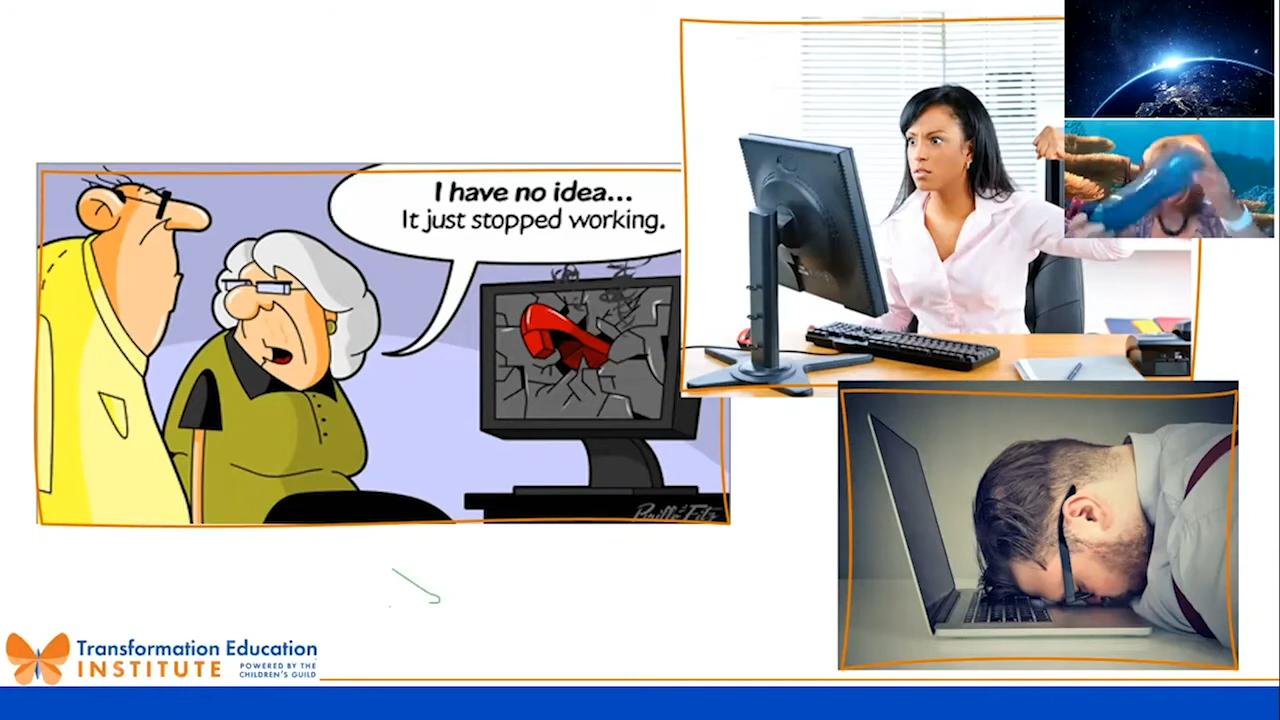 I have no idea...
It just stopped working.
Transformation Education
INSTITUTE
POWERED BY THE
CHILDREN'S GUILD